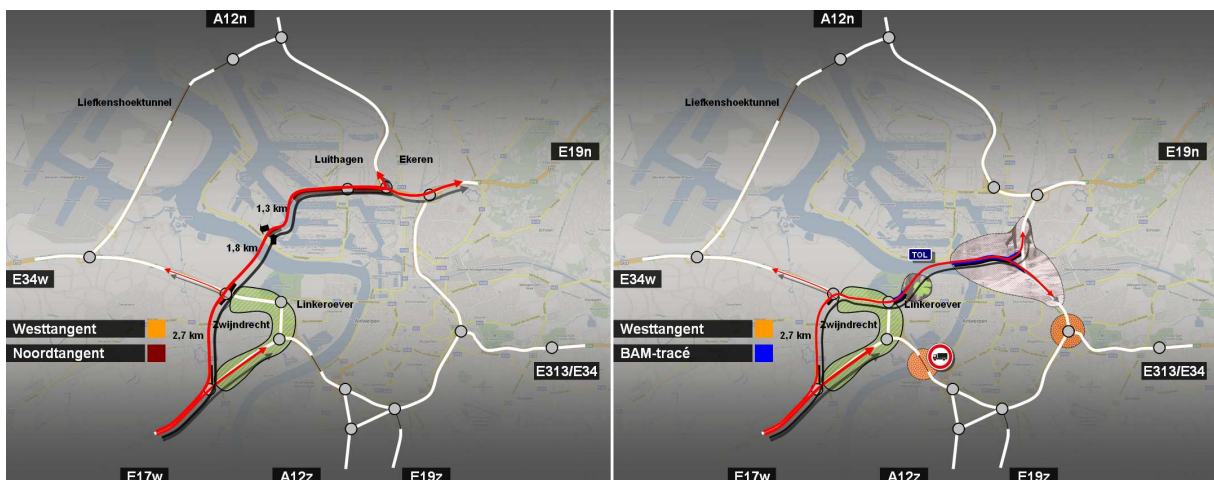 A12n
Liefkenshoektunnel
Luithagen
Ekeren
E19n
1,3 km
1,8 km
E34w
Linkeroever
Westtangent
Zwijndrecht
2,7 km
Noordtangent
E313/E34
E17w
A12z
E19z
A12n
Liefkenshoektunnel
E19n
TOL
E34w
Linkeroever
Westtangent
Zwijndrecht
2,7 km
BAM-tracé
E313/E34
E17w
A12z
E19z